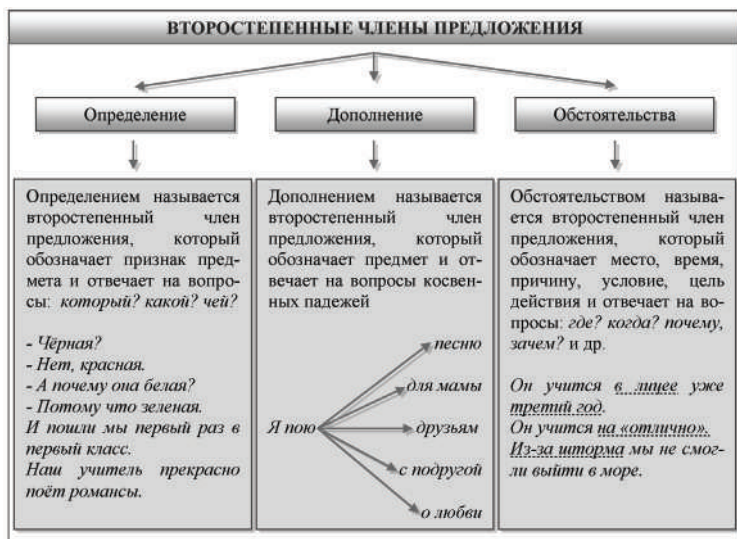 ВТОРОСТЕПЕННЫЕ ЧЛЕНЫ ПРЕДЛОЖЕНИЯ
Определение
Дополнение
Обстоятельства
Определением называется
второстепенный член
предложения, который
обозначает признак пред-
мета и отвечает на вопро-
сы: который? какой? чей?
- Чёрная?
- Нет, красная.
- А почему она белая?
- Потому что зеленая.
И пошли мы первый раз в
первый класс.
Наш учитель прекрасно
поёт романсы.
Дополнением называется
второстепенный член
предложения, который
обозначает предмет и от-
вечает на вопросы косвен-
ных падежей
Я пою
песню
для мамы
друзьям
с подругой
о любви
Обстоятельством называ-
ется второстепенный член
предложения, который
обозначает место, время,
причину, условие, цель
действия и отвечает на во-
просы: где? когда? почему,
зачем? и др.
Он учится в лицее уже
третий год.
Он учится на «отлично».
Из-за шторма мы не смог-
ли выйти в море.